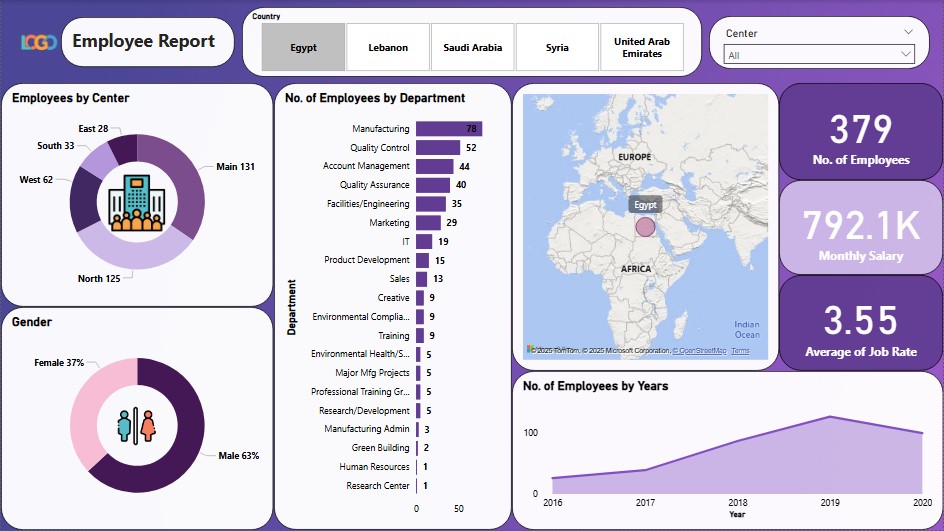 LOGO
Employee Report
Country
Egypt
Lebanon
Saudi Arabia
Syria
United Arab
Emirates
Center
All
Employees by Center
East 28
South 33
Main 131
West 62
North 125
Gender
Female 37%
Male 63%
No. of Employees by Department
Department
Manufacturing 78
Quality Control 52
Account Management 44
Quality Assurance 40
Facilities/Engineering 35
Marketing 29
IT 19
Product Development 15
Sales 13
Creative 9
Environmental Complia... 9
Training 9
Environmental Health/S... 5
Major Mfg Projects 5
Professional Training Gr... 5
Research/Development 5
Manufacturing Admin 3
Green Building 2
Human Resources 1
Research Center 1
0 50
EUROPE
Egypt
AFRICA
Indian
Ocean
© 2025 TomTom, © 2025 Microsoft Corporation, © OpenStreetMap Terms
379
No. of Employees
792.1K
Monthly Salary
3.55
Average of Job Rate
No. of Employees by Years
100
0
2016 2017 2018 2019 2020
Year